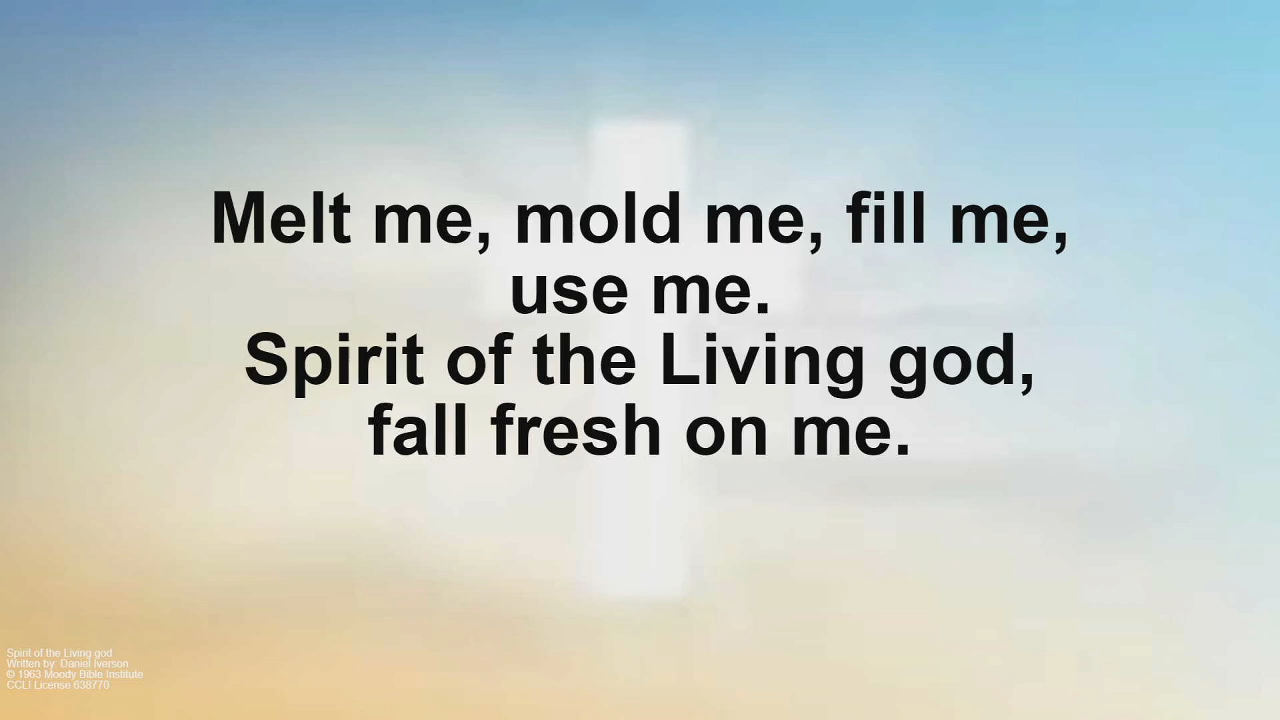 Melt me, mold me, fill me,
use me.
Spirit of the Living god,
fall fresh on me.
Spirit of the Living god
Written by: Daniel Iverson
© 1963 Moody Bible Institute
CCLI License 638770